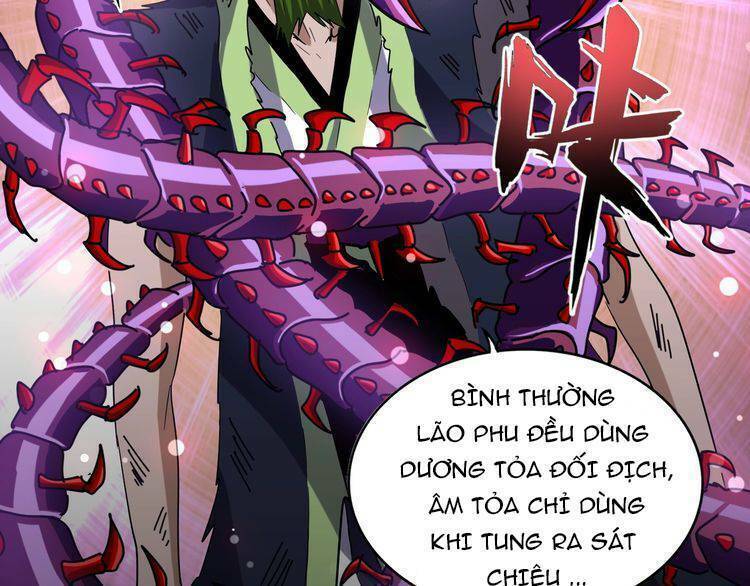 咔
BÌNH THƯỜNG
LÃO PHU ĐỀU DÙNG
DƯƠNG TỎA ĐỐI ĐỊCH,
ÂM TỎA CHỈ DÙNG
KHI TUNG RA SÁT
CHIÊU ...